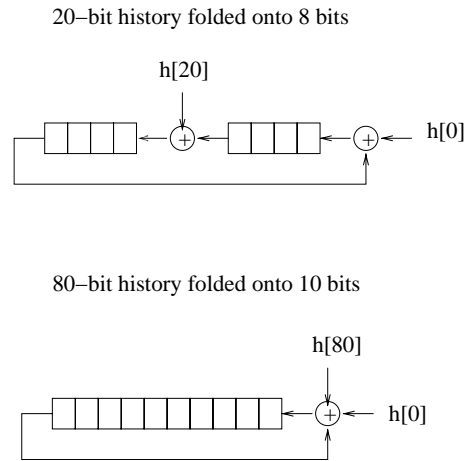 20−bit history folded onto 8 bits
h[20]
+
+
h[0]
80−bit history folded onto 10 bits
h[80]
+
h[0]